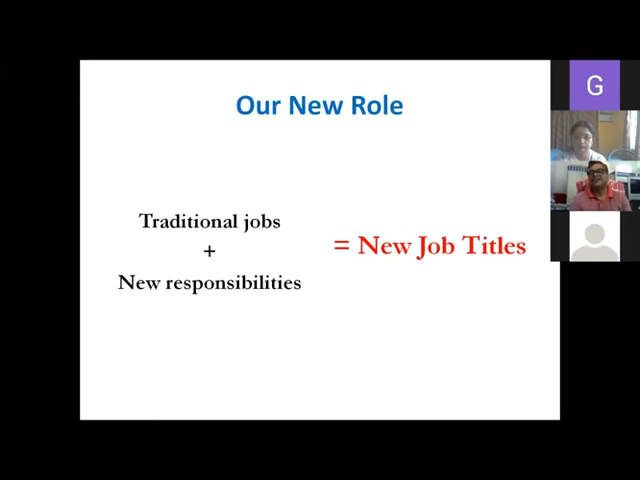 Our New Role
Traditional jobs
+
= New Job Titles
New responsibilities
G